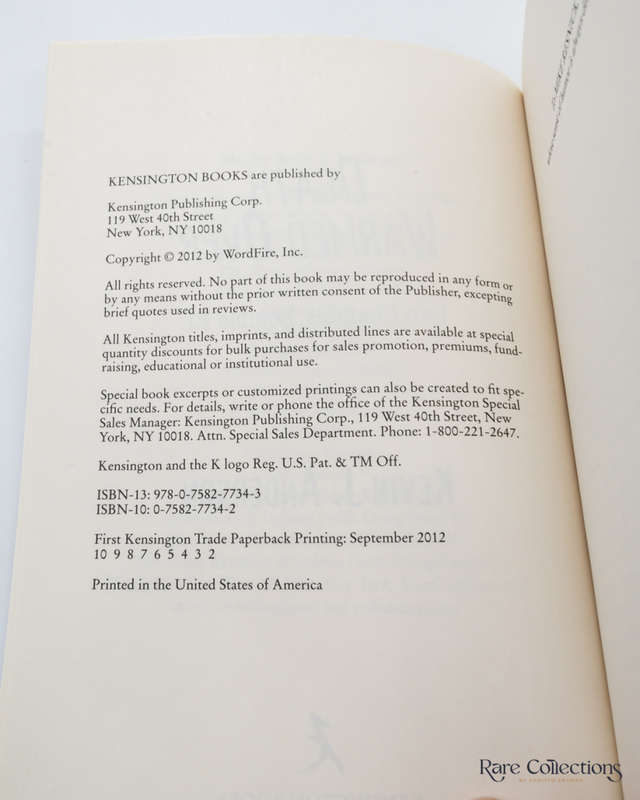 KENSINGTON BOOKS are published by
Kensington Publishing Corp.
119 West 40th Street
New York, NY 10018
Copyright © 2012 by WordFire, Inc.
All rights reserved. No part of this book may be reproduced in any form or
by any means without the prior written consent of the Publisher, excepting
brief quotes used in reviews.
All Kensington titles, imprints, and distributed lines are available at special
quantity discounts for bulk purchases for sales promotion, premiums, fund-
raising, educational or institutional use.
Special book excerpts or customized printings can also be created to fit spe-
cific needs. For details, write or phone the office of the Kensington Special
Sales Manager: Kensington Publishing Corp., 119 West 40th Street, New
York, NY 10018. Attn. Special Sales Department. Phone: 1-800-221-2647.
Kensington and the K logo Reg. U.S. Pat. & TM Off.
ISBN-13: 978-0-7582-7734-3
ISBN-10: 0-7582-7734-2
First Kensington Trade Paperback Printing: September 2012
10 9 8 7 6 5 4 3 2
Printed in the United States of America
Rare Collections